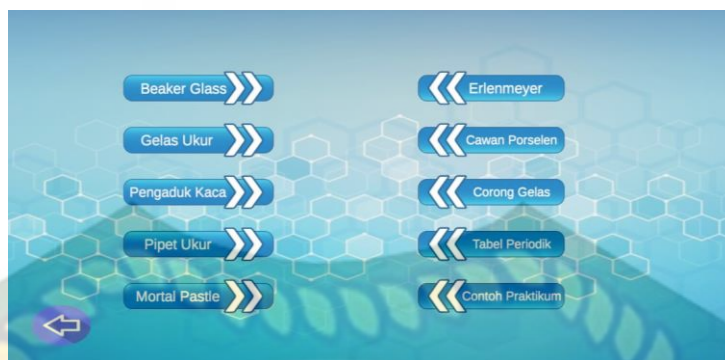 Beaker Glass
Gelas Ukur
Pengaduk Kaca
Pipet Ukur
Mortal Pastle
Erlenmeyer
Cawan Porselen
Corong Gelas
Tabel Periodik
Contoh Praktikum